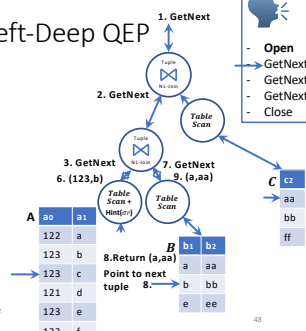 eft-Deep QEP
1. GetNext
- Open
GetNext
- GetNext
- GetNext
- Close
Tuple
NL-Join
2. GetNext
Table
Scan
Tuple
NL-Join
3. GetNext
7. GetNext
6. (123,b)
9. (a,aa)
Table
Scan +
Hint(σ)
Table
Scan
C
c2
aa
bb
ff
A
a0 a1
122 a
123 b
123 c
121 d
123 e
123 f
8.Return (a,aa)
Point to next
tuple
8.
B
b1 b2
a aa
b bb
e ee
48